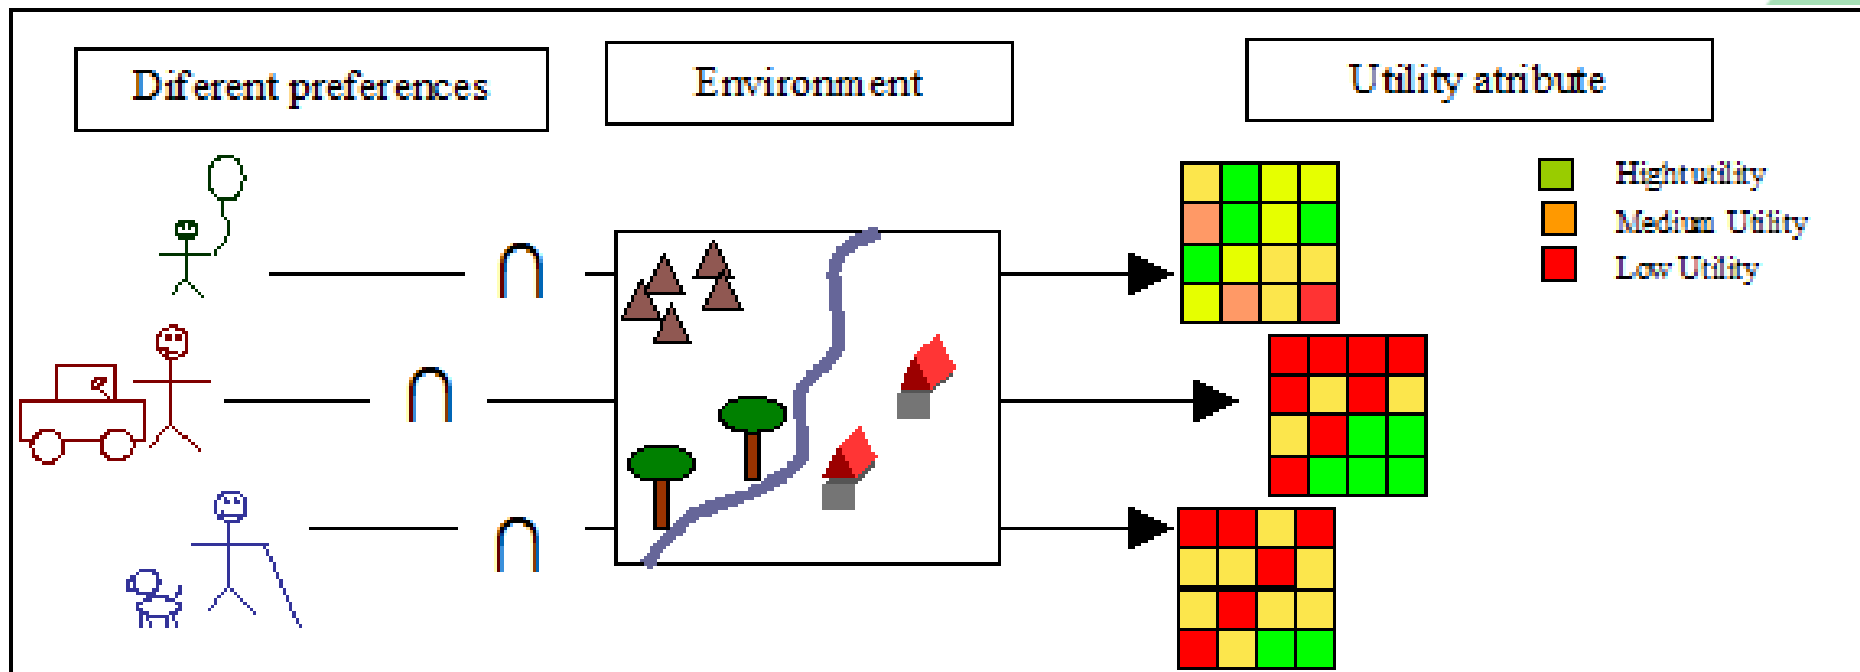 Diferent preferences
Environment
Utility atribute
Hight utility
Medium Utility
Low Utility
∩
∩
∩